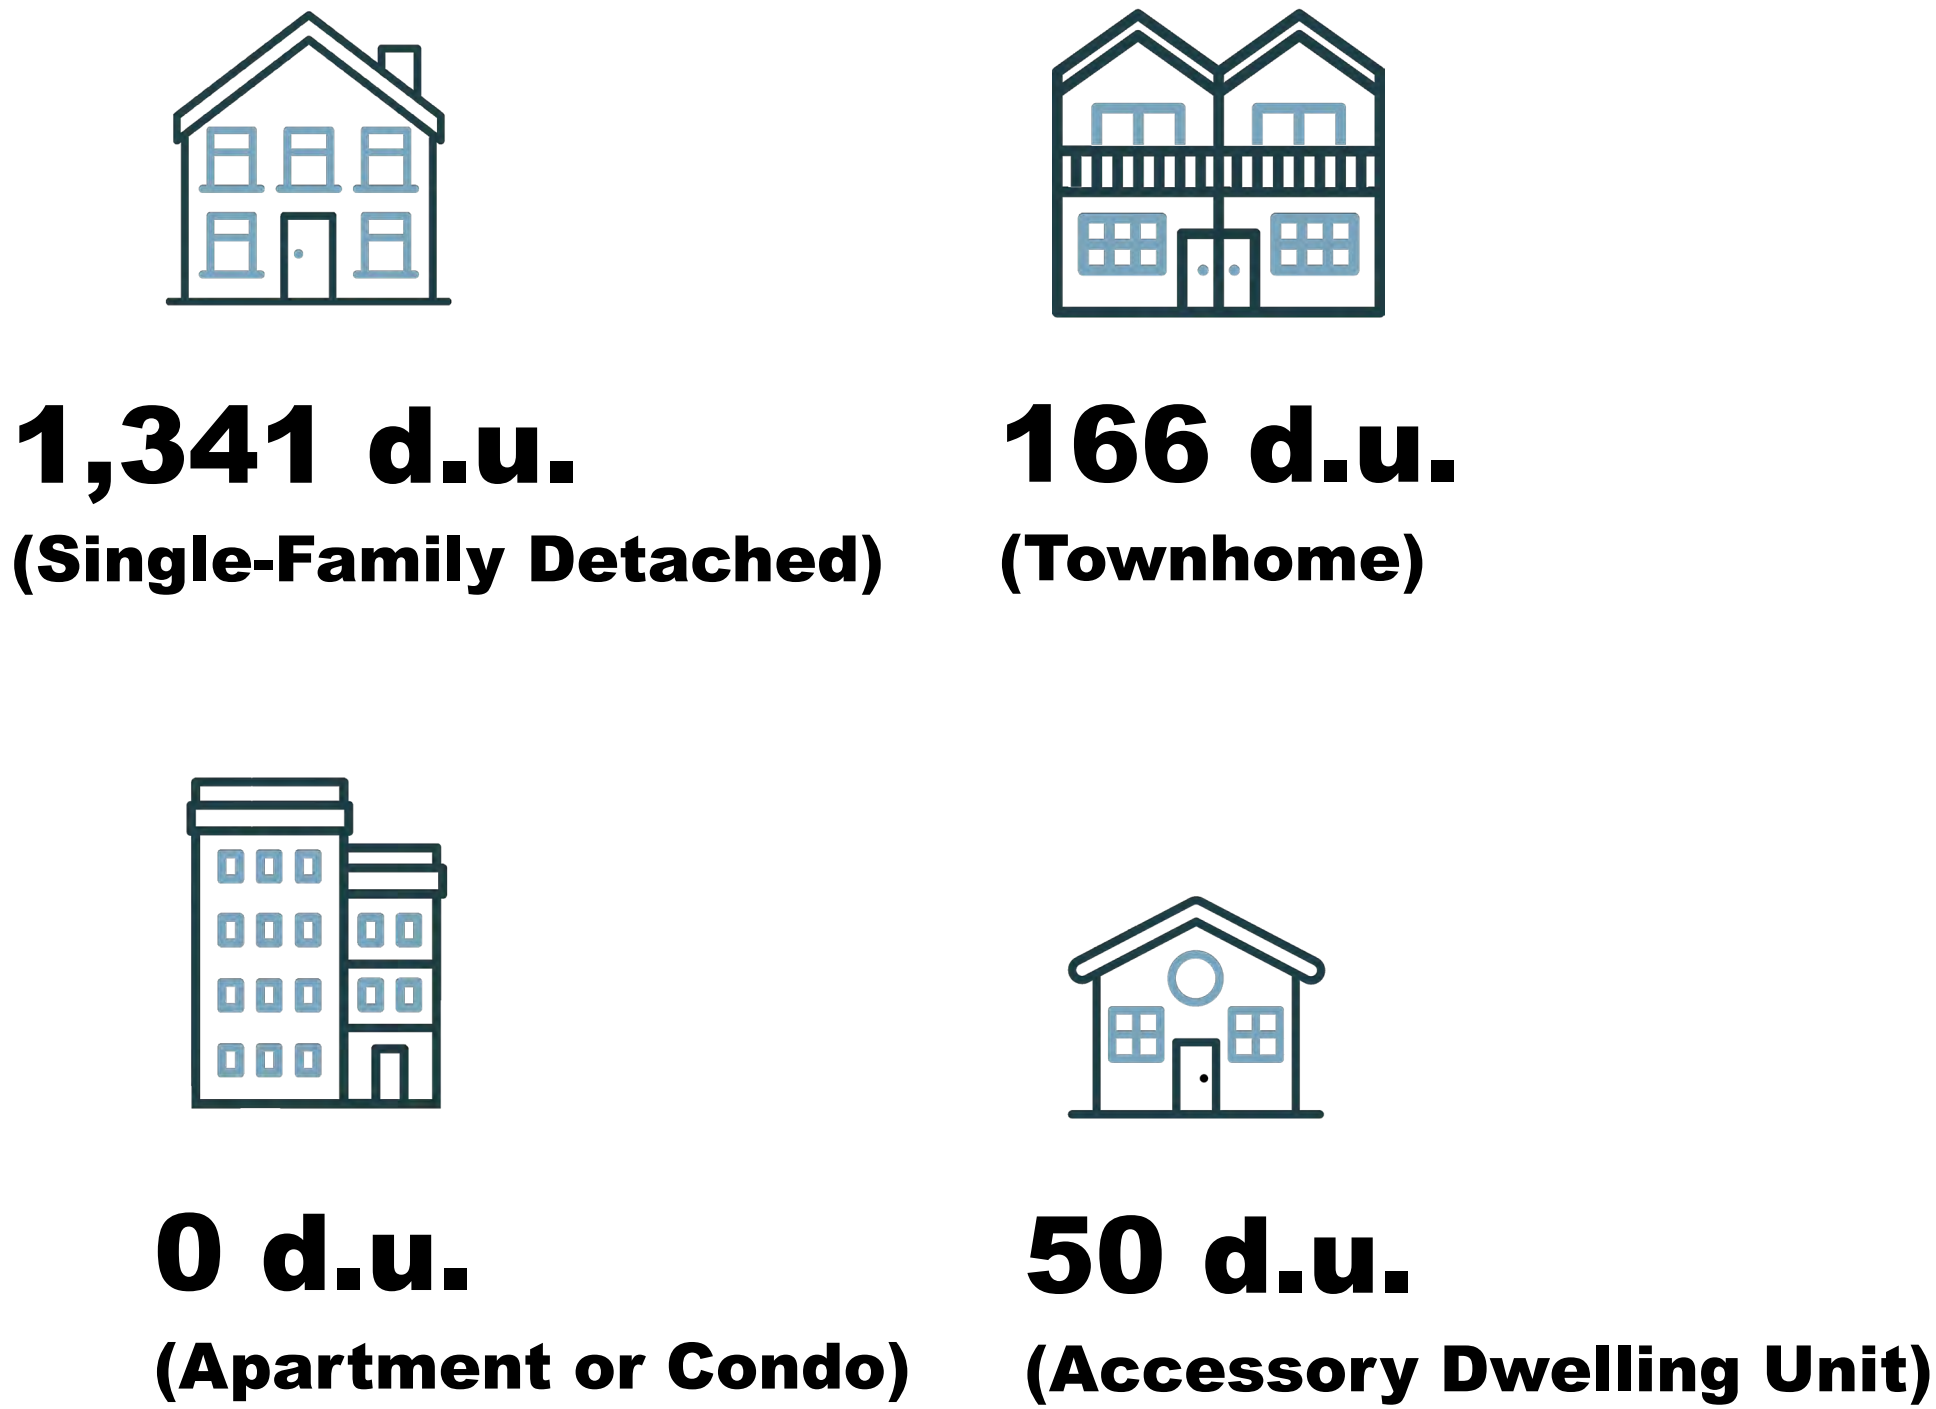 1,341 d.u.
(Single-Family Detached)
166 d.u.
(Townhome)
0 d.u.
(Apartment or Condo)
50 d.u.
(Accessory Dwelling Unit)